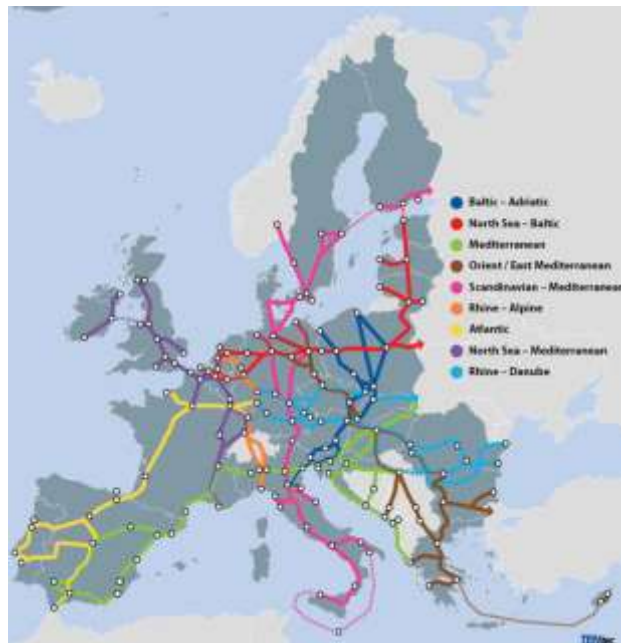 Baltic – Adriatic
North Sea – Baltic
Mediterranean
Orient / East Mediterranean
Scandinavian – Mediterranean
Rhine – Alpine
Atlantic
North Sea – Mediterranean
Rhine – Danube
TENtec